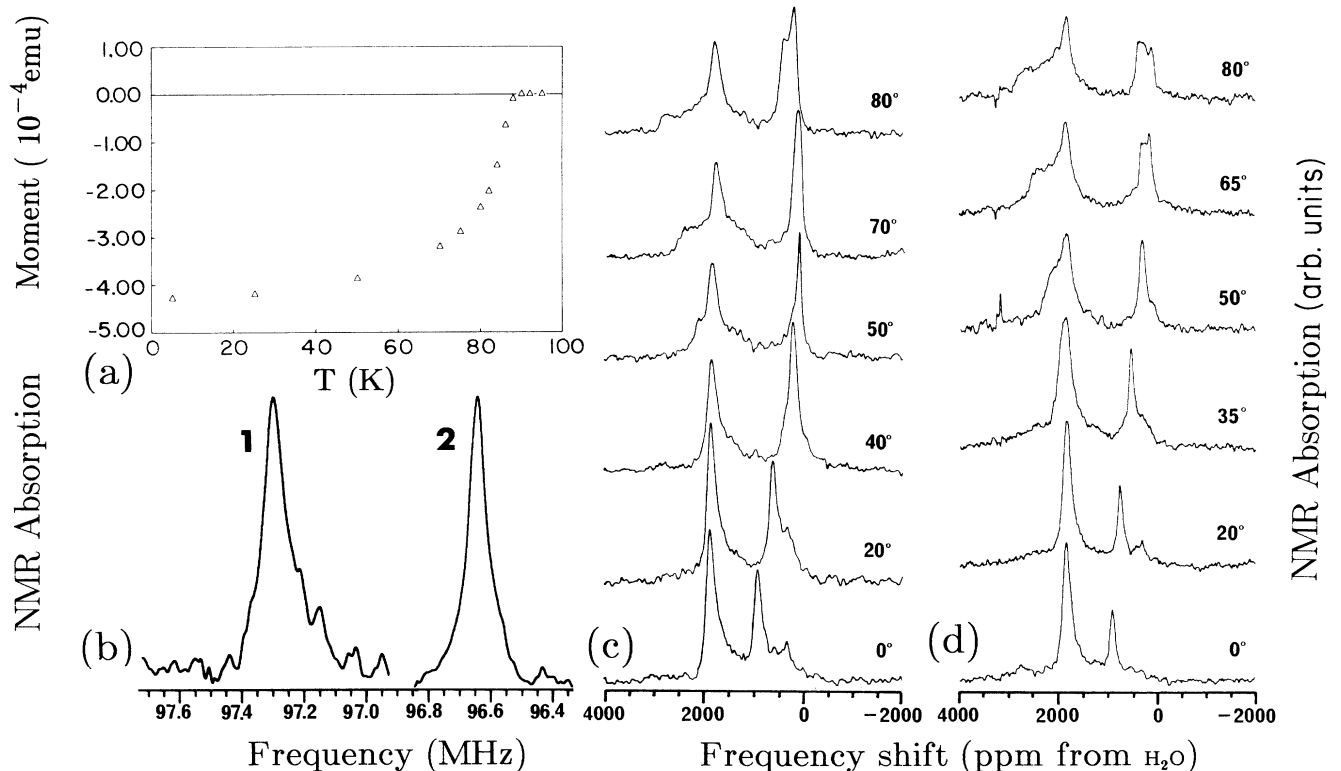 Moment ( 10⁻⁴emu)
1.00
0.00
-1.00
-2.00
-3.00
-4.00
-5.00
0 20 40 60 80 100
T (K)
(a)
NMR Absorption
1
2
(b)
97.6 97.4 97.2 97.0 96.8 96.6 96.4
Frequency (MHz)
80°
70°
50°
40°
20°
0°
(c)
4000 2000 0 −2000
80°
65°
50°
35°
20°
0°
(d)
4000 2000 0 −2000
Frequency shift (ppm from H₂O)
NMR Absorption (arb. units)